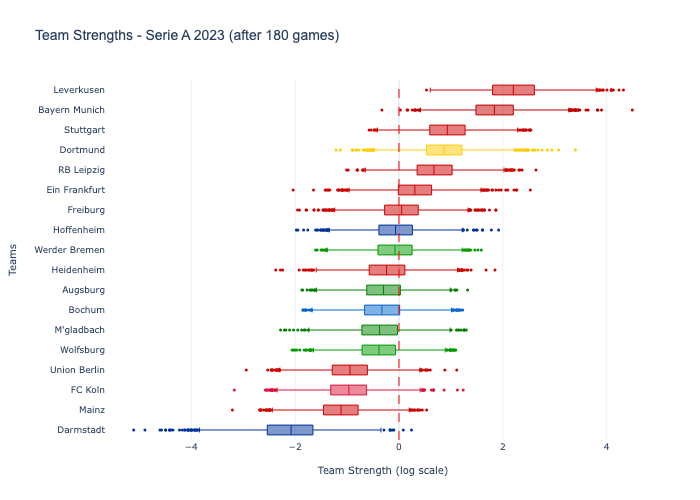 Team Strengths - Serie A 2023 (after 180 games)
Leverkusen
Bayern Munich
Stuttgart
Dortmund
RB Leipzig
Ein Frankfurt
Freiburg
Hoffenheim
Werder Bremen
Heidenheim
Augsburg
Bochum
M'gladbach
Wolfsburg
Union Berlin
FC Koln
Mainz
Darmstadt
Teams
−4 −2 0 2 4
Team Strength (log scale)